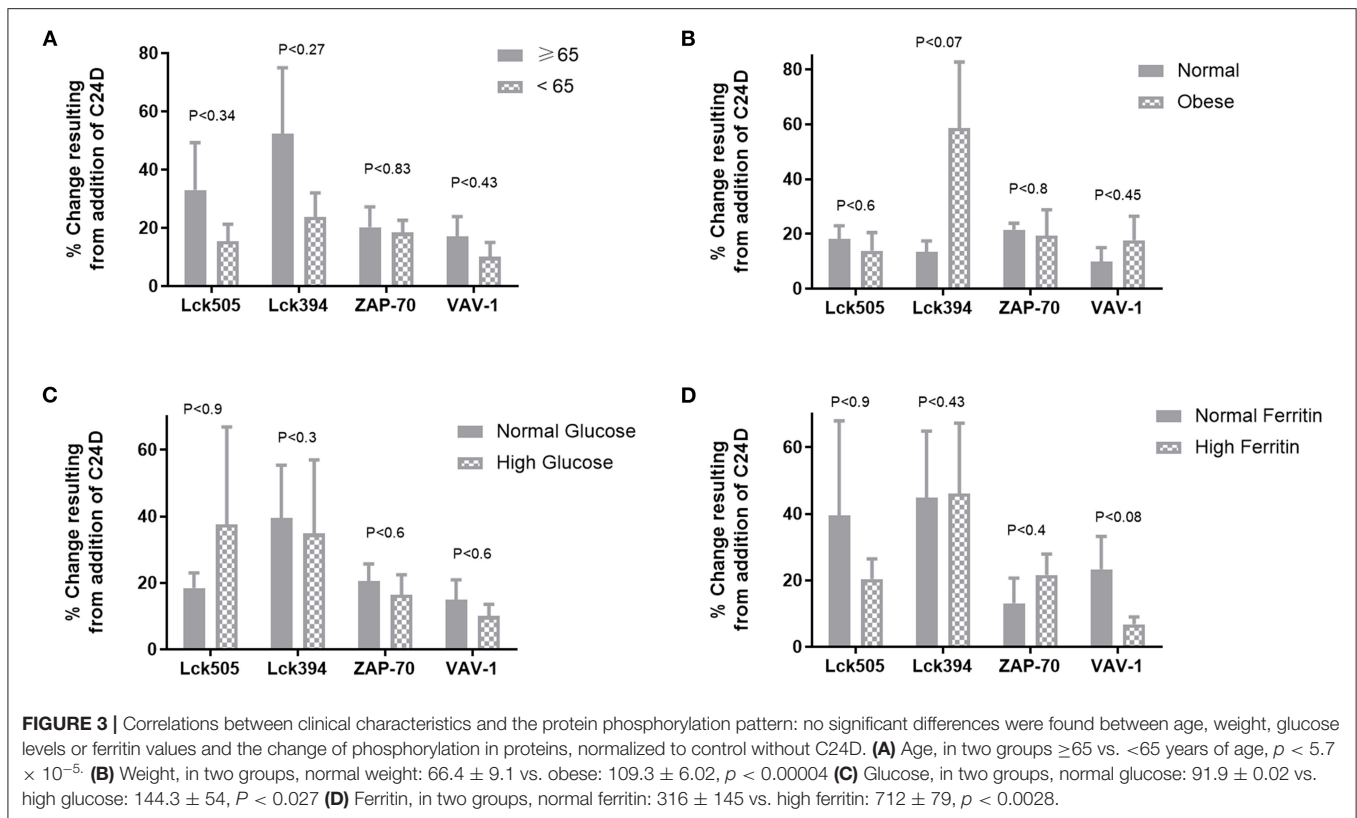 A
P<0.27
80
60
40
20
0
% Change resulting
from addition of C24D
P<0.34
P<0.83
P<0.43
≥65
< 65
Lck505 Lck394 ZAP-70 VAV-1
B
P<0.07
80
60
40
20
0
% Change resulting
from addition of C24D
P<0.6
P<0.8
P<0.45
Normal
Obese
Lck505 Lck394 ZAP-70 VAV-1
C
P<0.9
60
40
20
0
% Change resulting
from addition of C24D
P<0.3
P<0.6
P<0.6
Normal Glucose
High Glucose
Lck505 Lck394 ZAP-70 VAV-1
D
P<0.9
P<0.43
60
40
20
0
% Change resulting
from addition of C24D
P<0.4
P<0.08
Normal Ferritin
High Ferritin
Lck505 Lck394 ZAP-70 VAV-1
FIGURE 3 | Correlations between clinical characteristics and the protein phosphorylation pattern: no significant differences were found between age, weight, glucose
levels or ferritin values and the change of phosphorylation in proteins, normalized to control without C24D. (A) Age, in two groups ≥65 vs. <65 years of age, p < 5.7
× 10⁻⁵. (B) Weight, in two groups, normal weight: 66.4 ± 9.1 vs. obese: 109.3 ± 6.02, p < 0.00004 (C) Glucose, in two groups, normal glucose: 91.9 ± 0.02 vs.
high glucose: 144.3 ± 54, P < 0.027 (D) Ferritin, in two groups, normal ferritin: 316 ± 145 vs. high ferritin: 712 ± 79, p < 0.0028.